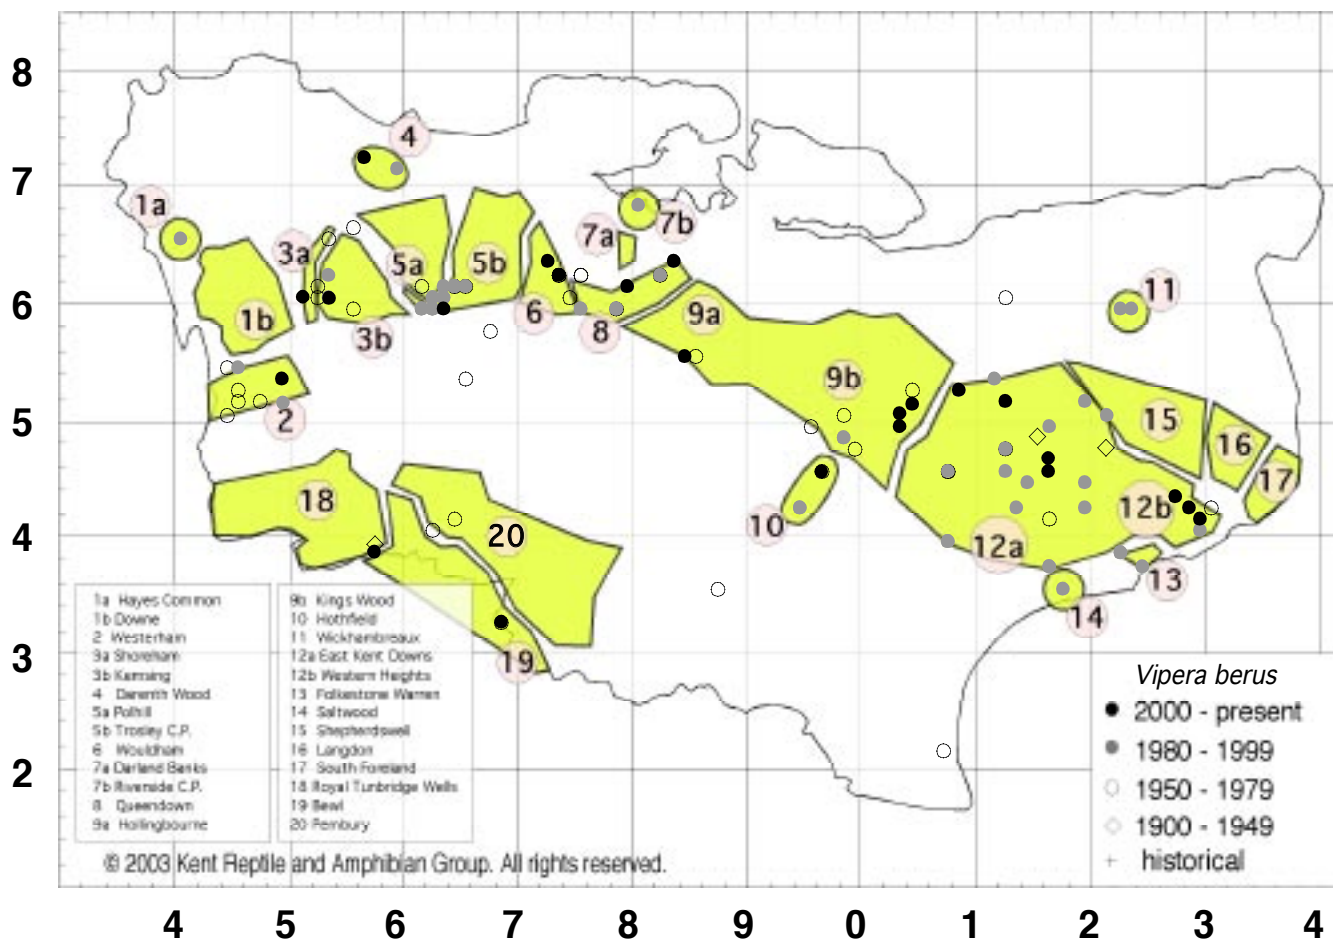 8
7
6
5
4
3
2
4
1a
7b
7a
3a
5a
5b
11
6
9a
1b
3b
8
9b
2
15
16
17
18
12b
10
20
12a
13
14
19
1a Hayes Common
1b Downe
2 Westerham
3a Shoreham
3b Kemsing
4 Darenth Wood
5a Polhill
5b Trosley C.P.
6 Wouldham
7a Darland Banks
7b Riverside C.P.
8 Queendown
9a Hollingbourne
9b Kings Wood
10 Hothfield
11 Wickhambreaux
12a East Kent Downs
12b Western Heights
13 Folkestone Warren
14 Saltwood
15 Shepherdswell
16 Langdon
17 South Foreland
18 Royal Tunbridge Wells
19 Bewl
20 Pembury
Vipera berus
2000 - present
1980 - 1999
1950 - 1979
1900 - 1949
historical
© 2003 Kent Reptile and Amphibian Group. All rights reserved.
4 5 6 7 8 9 0 1 2 3 4